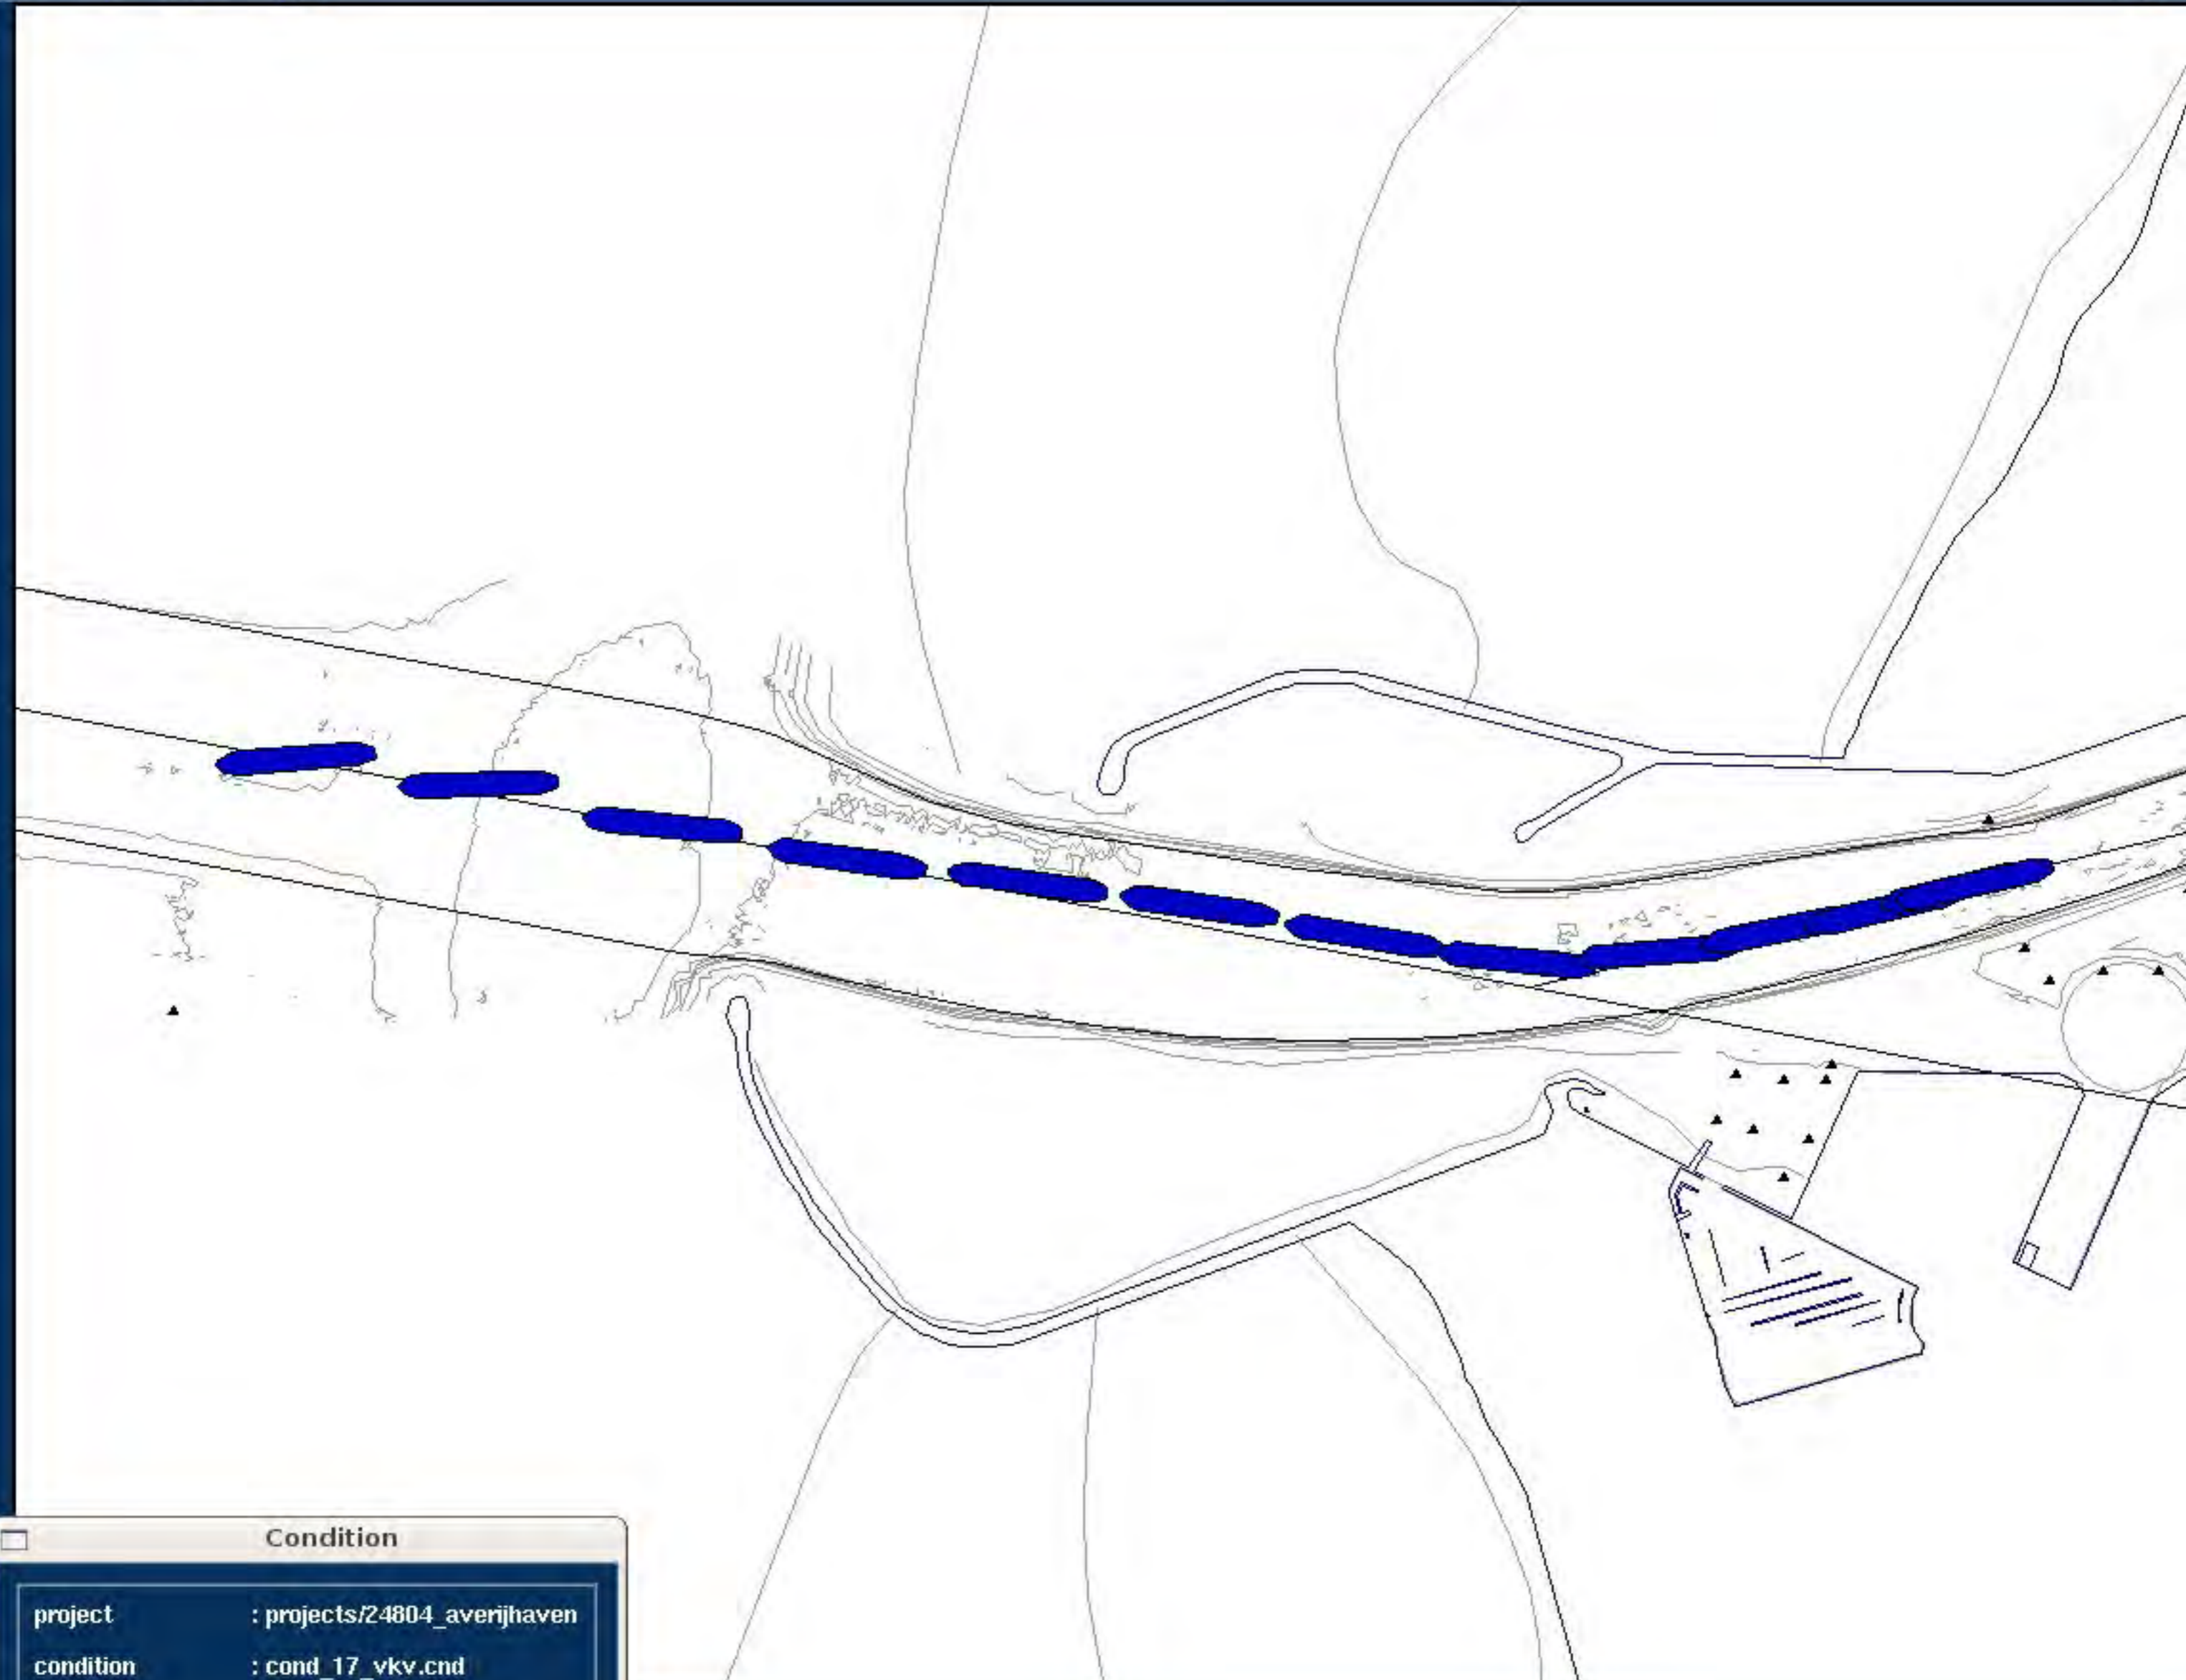 Condition
project : projects/24804_averijhaven
condition : cond_17_vkv.cnd